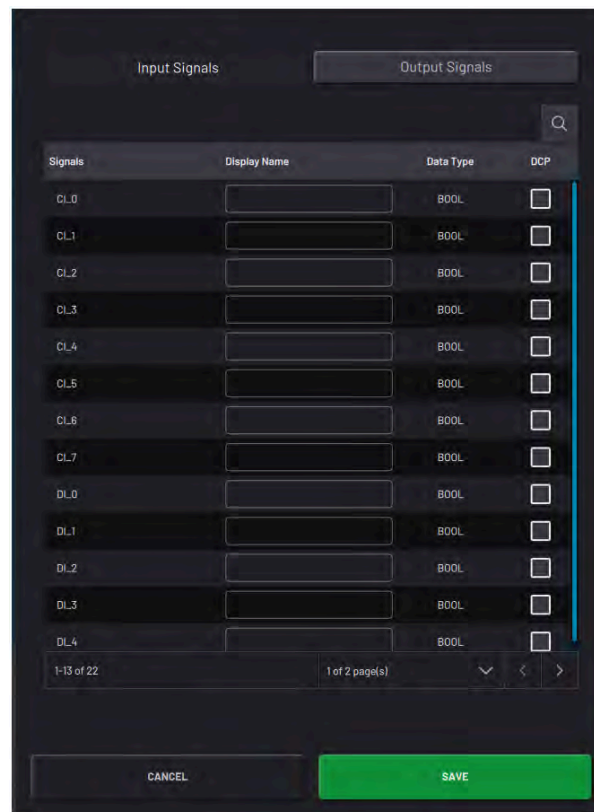 Input Signals Output Signals
Signals Display Name Data Type DCP
CI_0 BOOL
CI_1 BOOL
CI_2 BOOL
CI_3 BOOL
CI_4 BOOL
CI_5 BOOL
CI_6 BOOL
CI_7 BOOL
DI_0 BOOL
DI_1 BOOL
DI_2 BOOL
DI_3 BOOL
DI_4 BOOL
1-13 of 22 1 of 2 page(s)
CANCEL SAVE